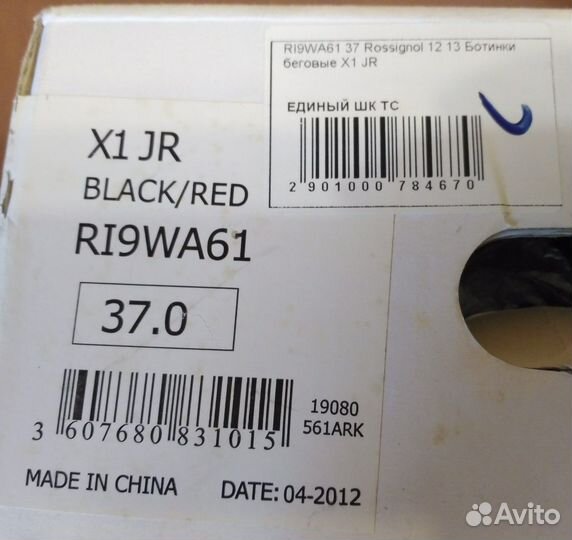 RI9WA61 37 Rossignol 12 13 Ботинки
беговые X1 JR
ЕДИНЫЙ ШК ТС
2 901000 784670
X1 JR
BLACK/RED
RI9WA61
37.0
3 607680 831015
19080
561ARK
MADE IN CHINA DATE: 04-2012
Avito